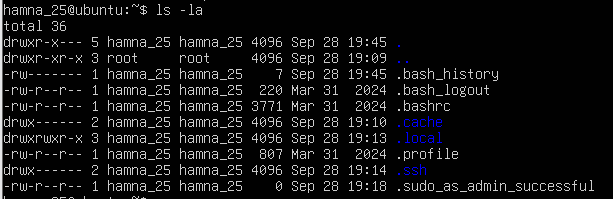 hamna_25@ubuntu:~$ ls -la
total 36
drwxr-x--- 5 hamna_25 hamna_25 4096 Sep 28 19:45 .
drwxr-xr-x 3 root     root     4096 Sep 28 19:09 ..
-rw------- 1 hamna_25 hamna_25    7 Sep 28 19:45 .bash_history
-rw-r--r-- 1 hamna_25 hamna_25  220 Mar 31  2024 .bash_logout
-rw-r--r-- 1 hamna_25 hamna_25 3771 Mar 31  2024 .bashrc
drwx------ 2 hamna_25 hamna_25 4096 Sep 28 19:10 .cache
drwxrwxr-x 3 hamna_25 hamna_25 4096 Sep 28 19:13 .local
-rw-r--r-- 1 hamna_25 hamna_25  807 Mar 31  2024 .profile
drwx------ 2 hamna_25 hamna_25 4096 Sep 28 19:14 .ssh
-rw-r--r-- 1 hamna_25 hamna_25    0 Sep 28 19:18 .sudo_as_admin_successful